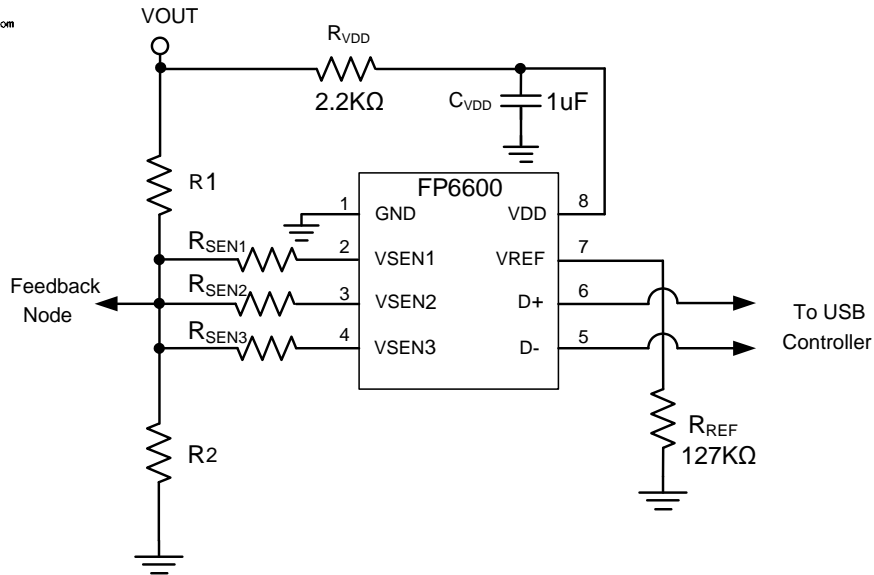 om
VOUT
RVDD
2.2KΩ
CVDD
1uF
R1
FP6600
1
GND
VDD
8
RSEN1
2
VSEN1
VREF
7
Feedback
Node
RSEN2
3
VSEN2
D+
6
To USB
Controller
RSEN3
4
VSEN3
D-
5
R2
RREF
127KΩ